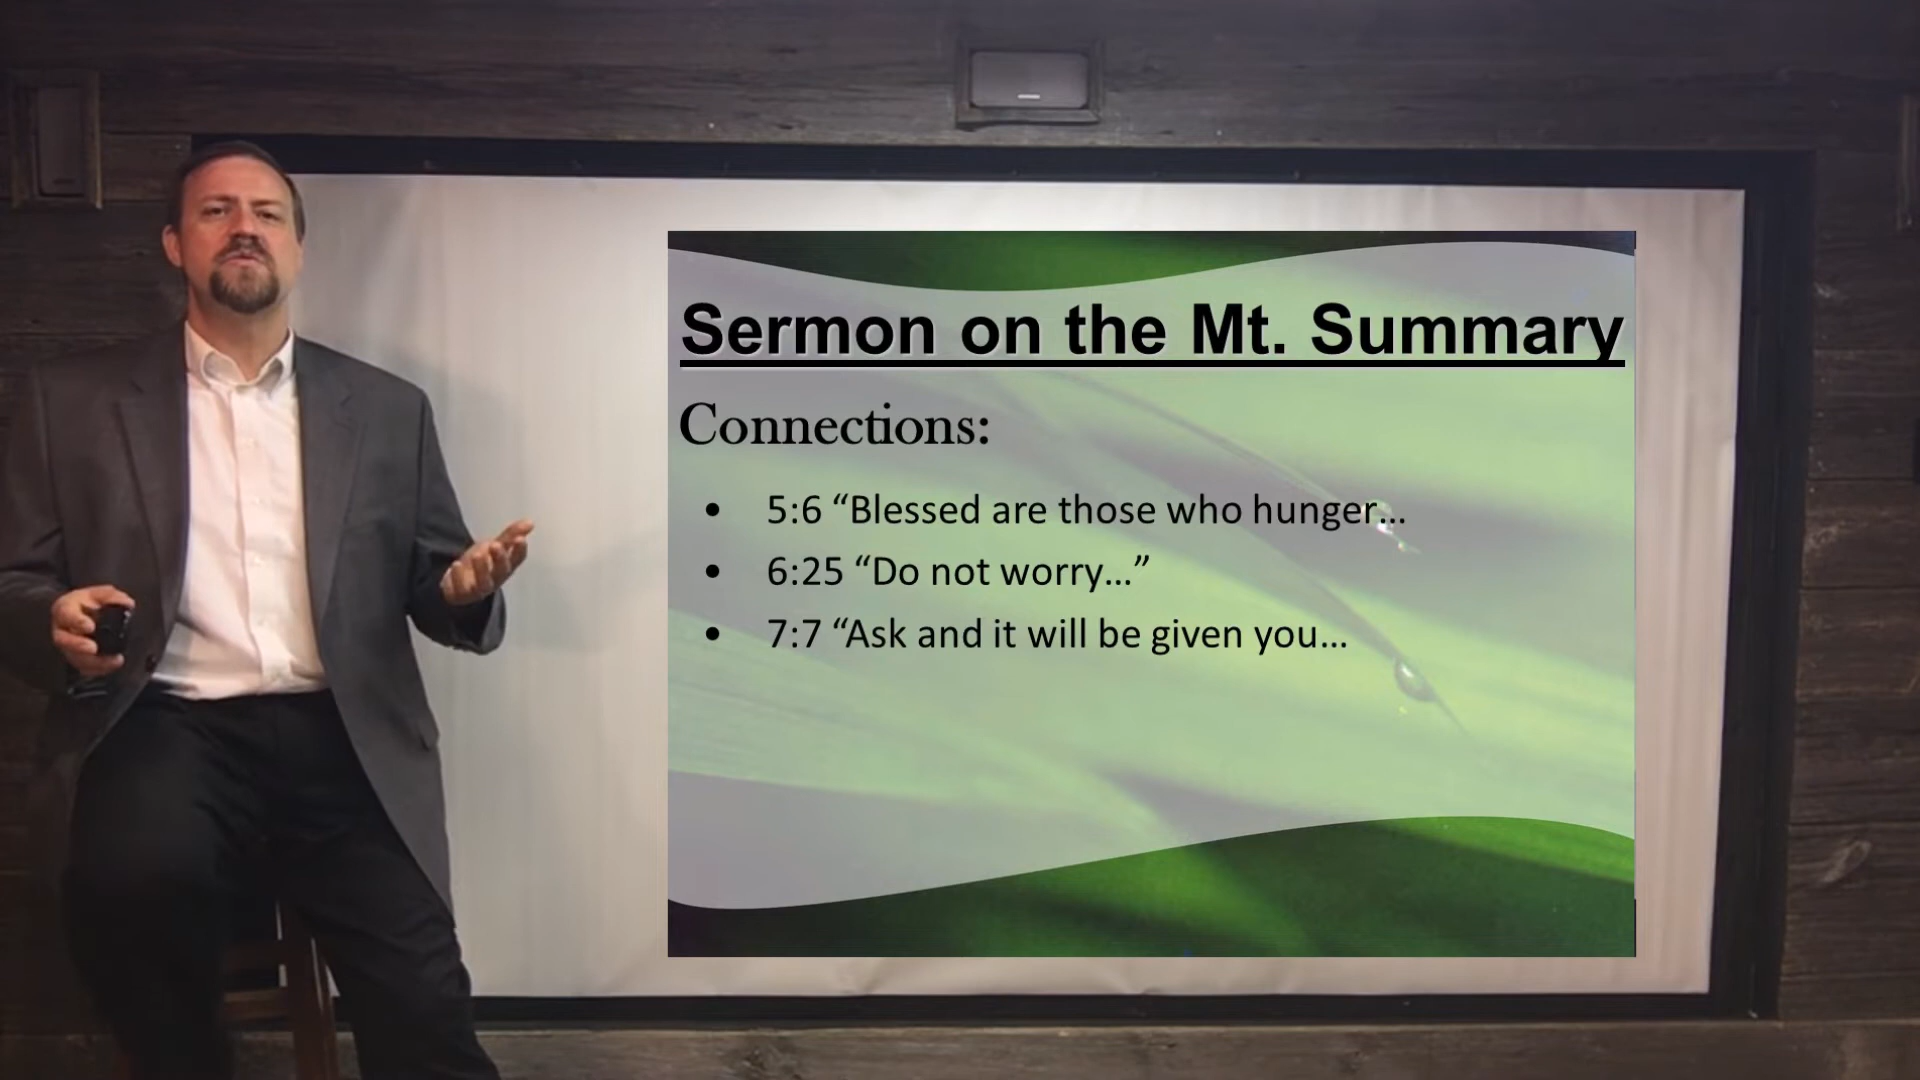 Sermon on the Mt. Summary
Connections:
• 5:6 “Blessed are those who hunger…
• 6:25 “Do not worry…”
• 7:7 “Ask and it will be given you…